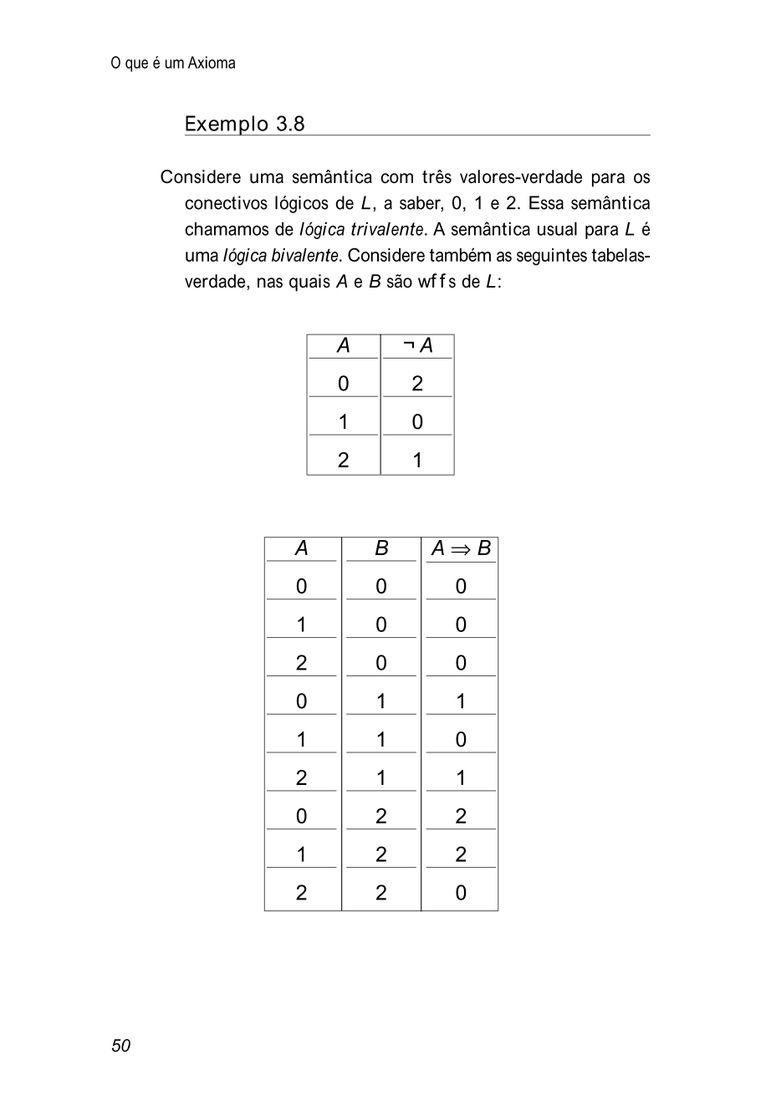 O que é um Axioma
Exemplo 3.8
Considere uma semântica com três valores-verdade para os
conectivos lógicos de L, a saber, 0, 1 e 2. Essa semântica
chamamos de lógica trivalente. A semântica usual para L é
uma lógica bivalente. Considere também as seguintes tabelas-
verdade, nas quais A e B são wffs de L:
A ¬ A
0 2
1 0
2 1
A B A ⇒ B
0 0 0
1 0 0
2 0 0
0 1 1
1 1 0
2 1 1
0 2 2
1 2 2
2 2 0
50